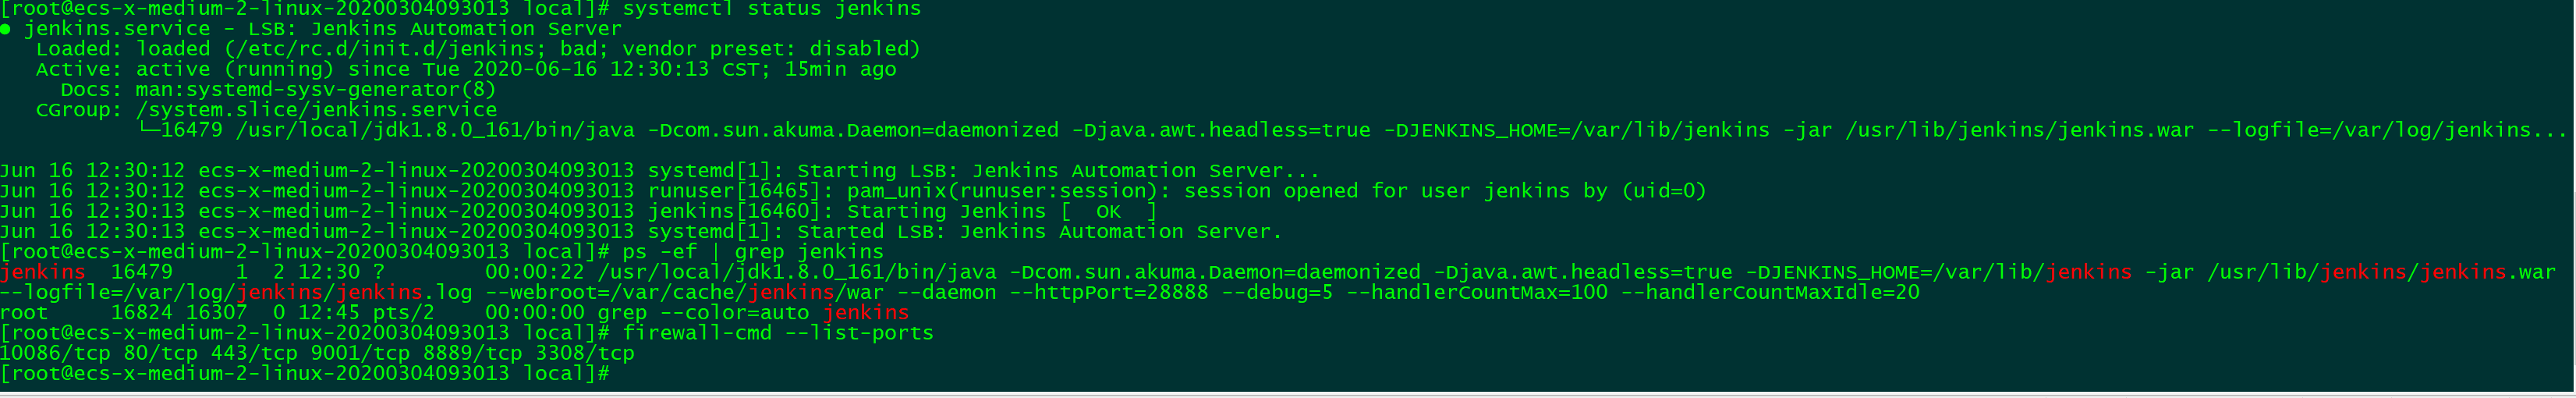 [root@ecs-x-medium-2-linux-20200304093013 local]# systemctl status jenkins
● jenkins.service - LSB: Jenkins Automation Server
   Loaded: loaded (/etc/rc.d/init.d/jenkins; bad; vendor preset: disabled)
   Active: active (running) since Tue 2020-06-16 12:30:13 CST; 15min ago
     Docs: man:systemd-sysv-generator(8)
   CGroup: /system.slice/jenkins.service
           └─16479 /usr/local/jdk1.8.0_161/bin/java -Dcom.sun.akuma.Daemon=daemonized -Djava.awt.headless=true -DJENKINS_HOME=/var/lib/jenkins -jar /usr/lib/jenkins/jenkins.war --logfile=/var/log/jenkins...

Jun 16 12:30:12 ecs-x-medium-2-linux-20200304093013 systemd[1]: Starting LSB: Jenkins Automation Server...
Jun 16 12:30:12 ecs-x-medium-2-linux-20200304093013 runuser[16465]: pam_unix(runuser:session): session opened for user jenkins by (uid=0)
Jun 16 12:30:13 ecs-x-medium-2-linux-20200304093013 jenkins[16460]: Starting Jenkins [  OK  ]
Jun 16 12:30:13 ecs-x-medium-2-linux-20200304093013 systemd[1]: Started LSB: Jenkins Automation Server.
[root@ecs-x-medium-2-linux-20200304093013 local]# ps -ef | grep jenkins
jenkins  16479     1  2 12:30 ?        00:00:22 /usr/local/jdk1.8.0_161/bin/java -Dcom.sun.akuma.Daemon=daemonized -Djava.awt.headless=true -DJENKINS_HOME=/var/lib/jenkins -jar /usr/lib/jenkins/jenkins.war
--logfile=/var/log/jenkins/jenkins.log --webroot=/var/cache/jenkins/war --daemon --httpPort=28888 --debug=5 --handlerCountMax=100 --handlerCountMaxIdle=20
root     16824 16307  0 12:45 pts/2    00:00:00 grep --color=auto jenkins
[root@ecs-x-medium-2-linux-20200304093013 local]# firewall-cmd --list-ports
10086/tcp 80/tcp 443/tcp 9001/tcp 8889/tcp 3308/tcp
[root@ecs-x-medium-2-linux-20200304093013 local]#